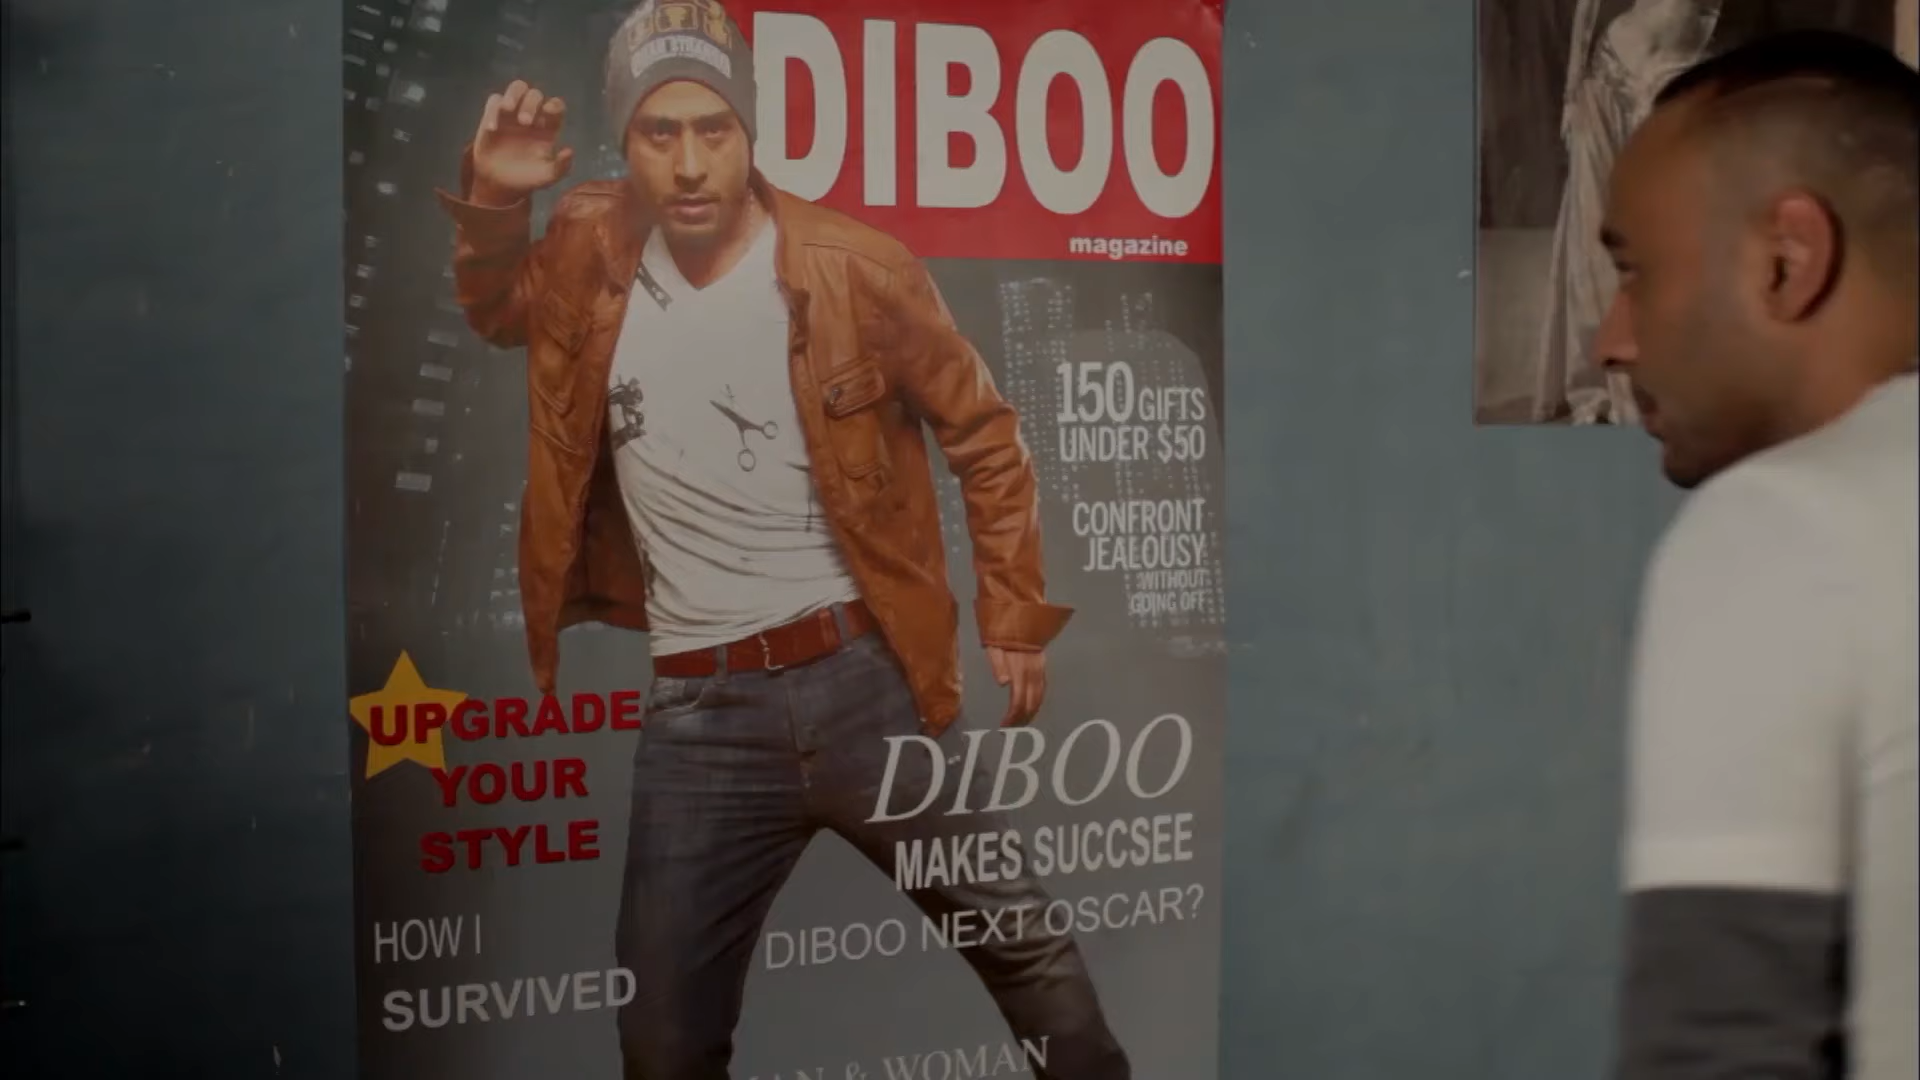 DIBOO
magazine
150 GIFTS
UNDER $50
CONFRONT
JEALOUSY
WITHOUT
GOING OFF
UPGRADE
YOUR
STYLE
DIBOO
MAKES SUCCSEE
DIBOO NEXT OSCAR?
HOW I
SURVIVED
& WOMAN